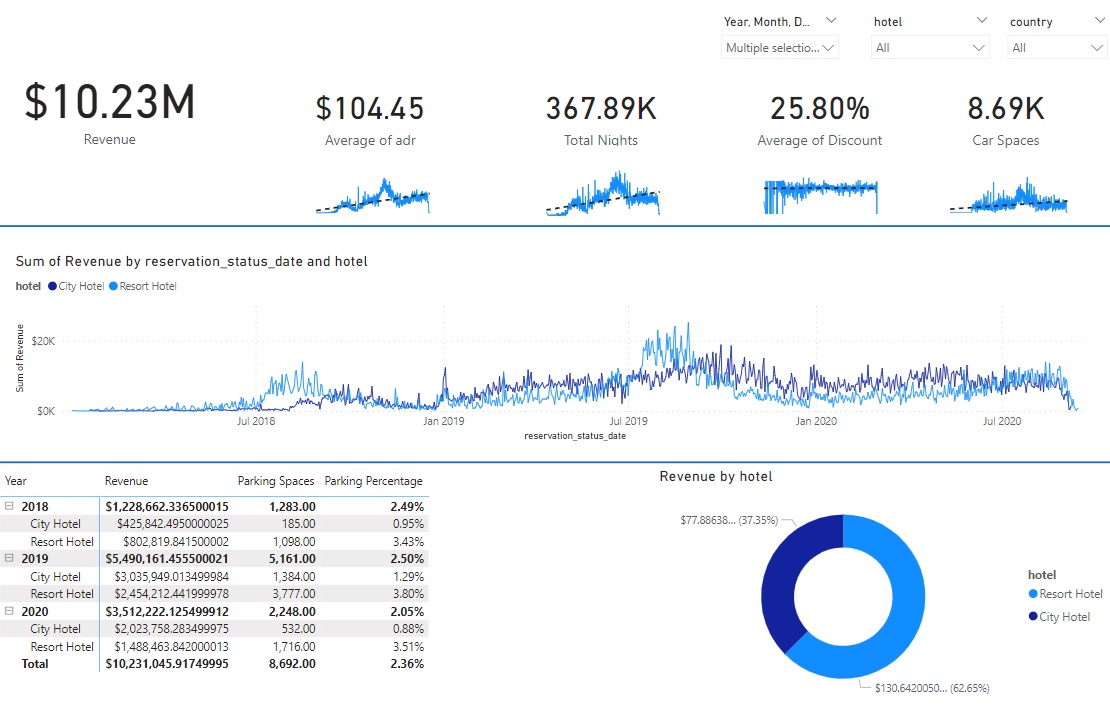 Year, Month, D... hotel country
Multiple selectio... All All
$10.23M $104.45 367.89K 25.80% 8.69K
Revenue Average of adr Total Nights Average of Discount Car Spaces
Sum of Revenue by reservation_status_date and hotel
hotel City Hotel Resort Hotel
Sum of Revenue
$20K
$0K
Jul 2018 Jan 2019 Jul 2019 Jan 2020 Jul 2020
reservation_status_date
Year Revenue Parking Spaces Parking Percentage
2018 $1,228,662.336500015 1,283.00 2.49%
City Hotel $425,842.4950000025 185.00 0.95%
Resort Hotel $802,819.841500002 1,098.00 3.43%
2019 $5,490,161.455500021 5,161.00 2.50%
City Hotel $3,035,949.013499984 1,384.00 1.29%
Resort Hotel $2,454,212.441999978 3,777.00 3.80%
2020 $3,512,222.125499912 2,248.00 2.05%
City Hotel $2,023,758.283499975 532.00 0.88%
Resort Hotel $1,488,463.842000013 1,716.00 3.51%
Total $10,231,045.91749995 8,692.00 2.36%
Revenue by hotel
$77.88638... (37.35%)
$130.6420050... (62.65%)
hotel
Resort Hotel
City Hotel